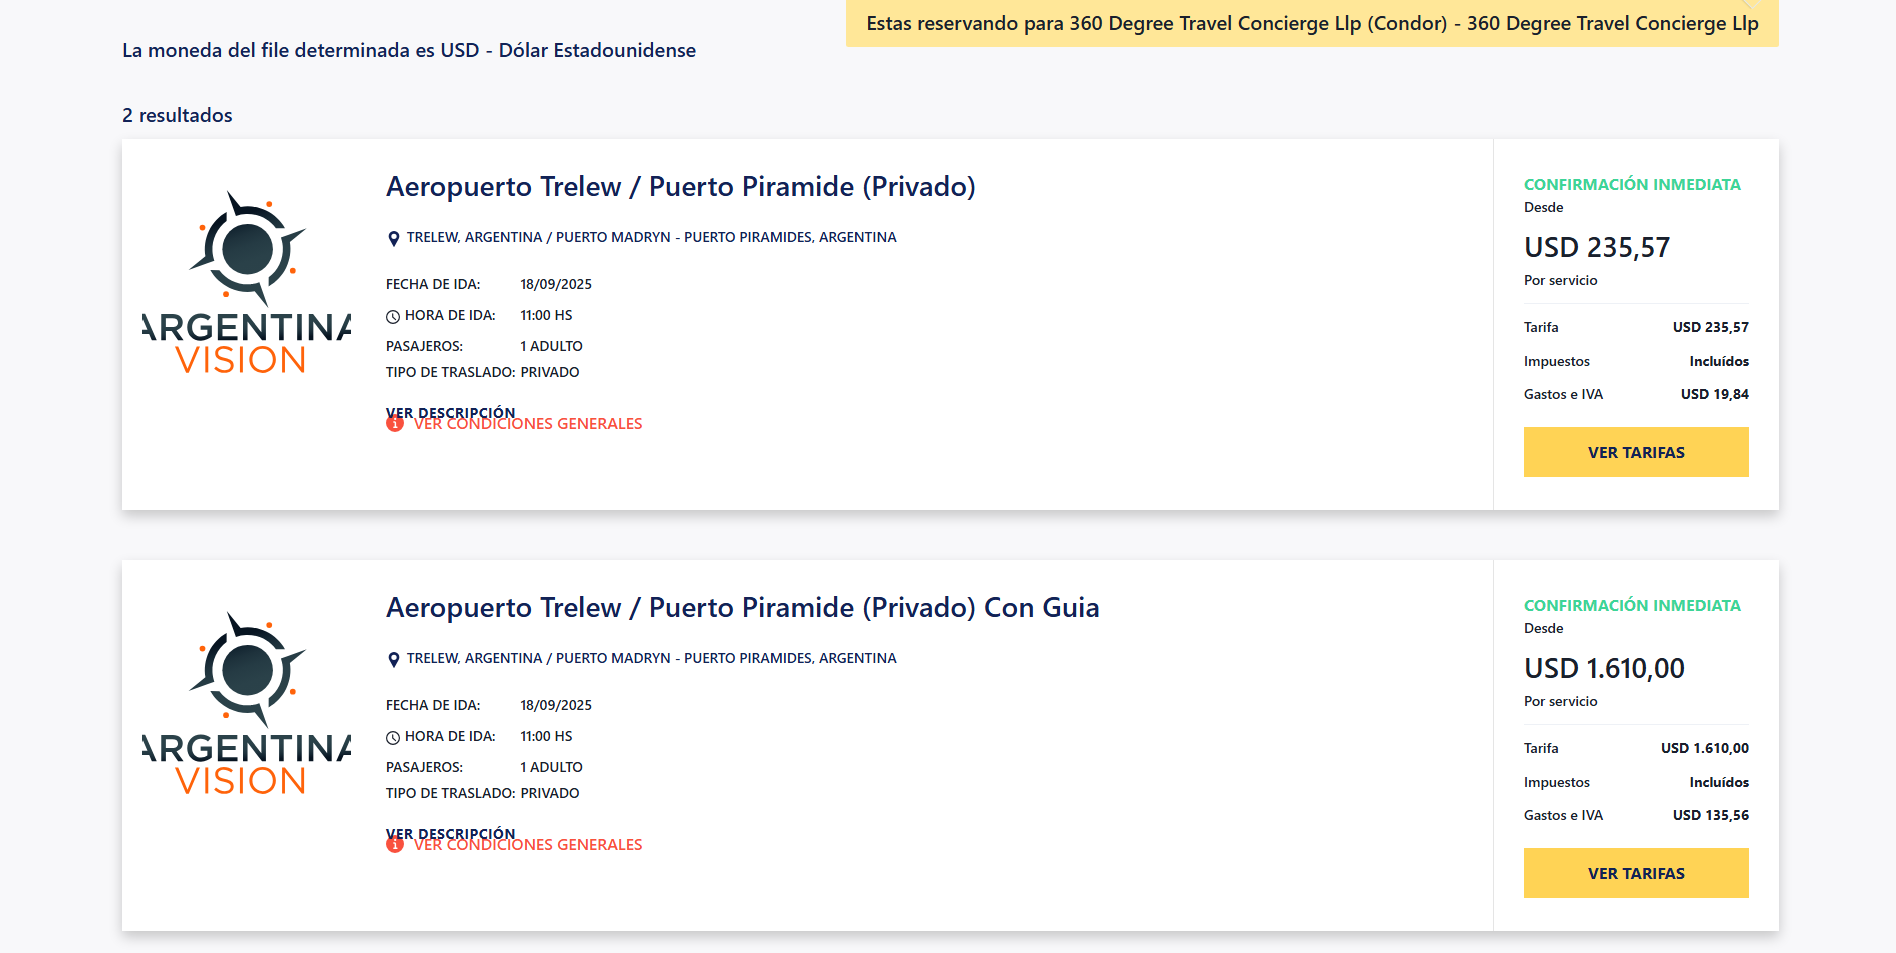 Estas reservando para 360 Degree Travel Concierge Llp (Condor) - 360 Degree Travel Concierge Llp
La moneda del file determinada es USD - Dólar Estadounidense
2 resultados
ARGENTINA
VISION
Aeropuerto Trelew / Puerto Piramide (Privado)
TRELEW, ARGENTINA / PUERTO MADRYN - PUERTO PIRAMIDES, ARGENTINA
FECHA DE IDA: 18/09/2025
HORA DE IDA: 11:00 HS
PASAJEROS: 1 ADULTO
TIPO DE TRASLADO: PRIVADO
VER DESCRIPCIÓN
VER CONDICIONES GENERALES
CONFIRMACIÓN INMEDIATA
Desde
USD 235,57
Por servicio
Tarifa USD 235,57
Impuestos Incluídos
Gastos e IVA USD 19,84
VER TARIFAS
ARGENTINA
VISION
Aeropuerto Trelew / Puerto Piramide (Privado) Con Guia
TRELEW, ARGENTINA / PUERTO MADRYN - PUERTO PIRAMIDES, ARGENTINA
FECHA DE IDA: 18/09/2025
HORA DE IDA: 11:00 HS
PASAJEROS: 1 ADULTO
TIPO DE TRASLADO: PRIVADO
VER DESCRIPCIÓN
VER CONDICIONES GENERALES
CONFIRMACIÓN INMEDIATA
Desde
USD 1.610,00
Por servicio
Tarifa USD 1.610,00
Impuestos Incluídos
Gastos e IVA USD 135,56
VER TARIFAS